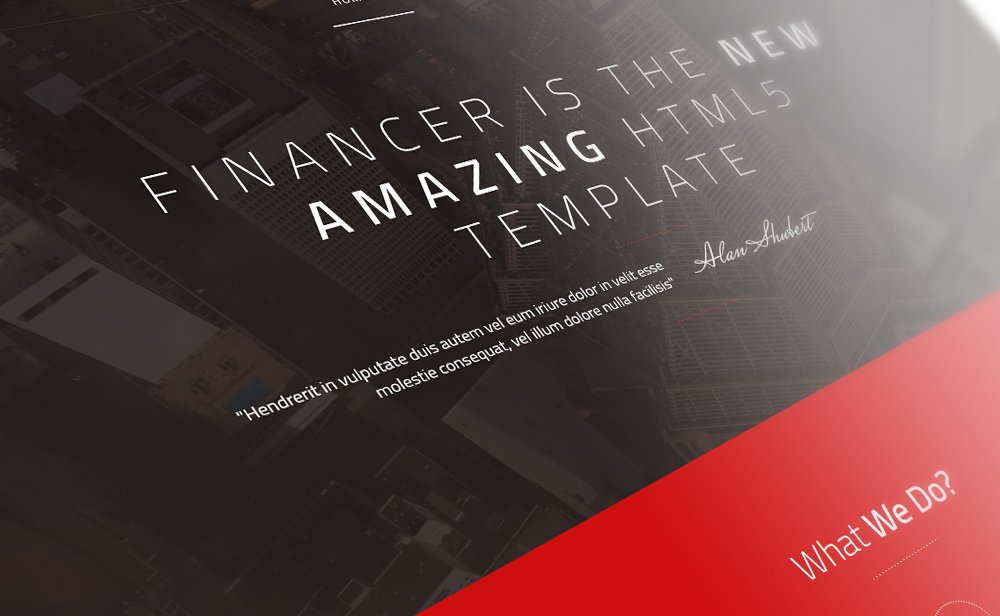 FINANCER IS THE NEW
AMAZING HTML5
TEMPLATE
"Hendrerit in vulputate duis autem vel eum iriure dolor in velit esse
molestie consequat, vel illum dolore nulla facilisis"
Alan Shubert
What We Do?